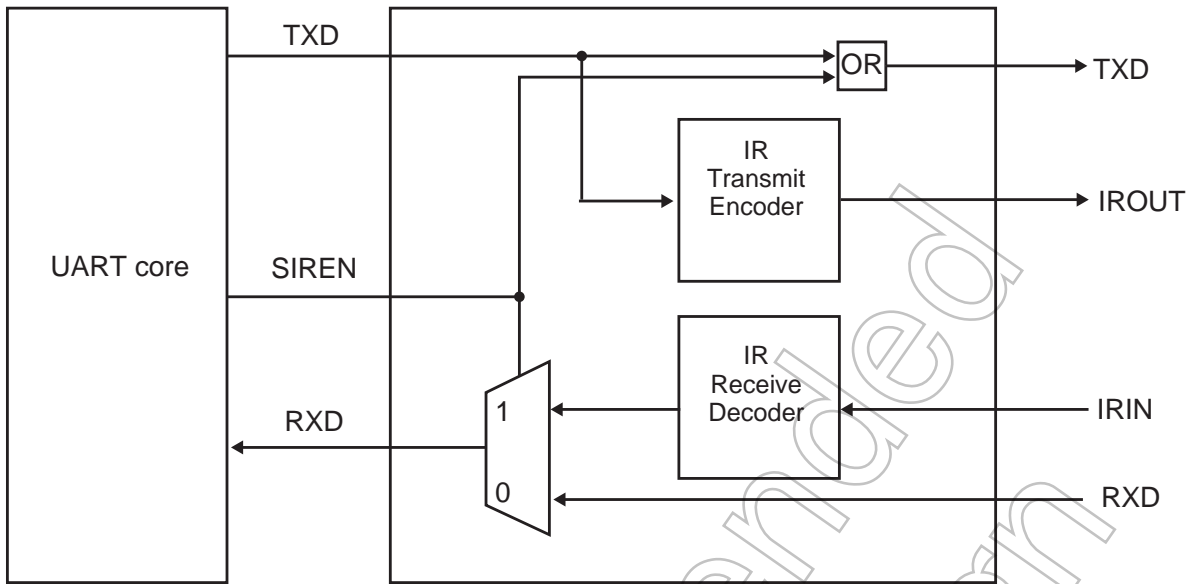 TXD
OR
TXD
IR
Transmit
Encoder
IROUT
UART core
SIREN
IR
Receive
Decoder
1
IRIN
RXD
0
RXD